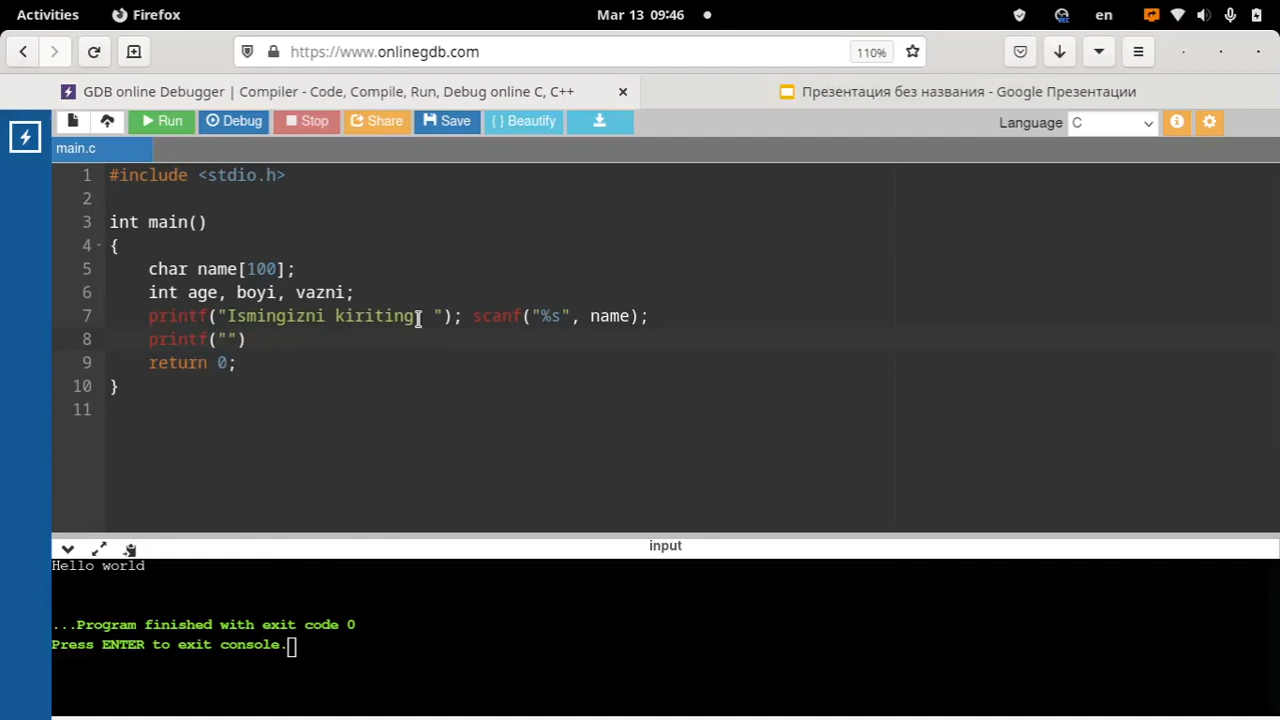 Activities Firefox Mar 13 09:46 en
https://www.onlinegdb.com 110%
GDB online Debugger | Compiler - Code, Compile, Run, Debug online C, C++ Презентация без названия - Google Презентации
Run Debug Stop Share Save { } Beautify Language C
main.c
1 #include <stdio.h>
2
3 int main()
4 {
5 char name[100];
6 int age, boyi, vazni;
7 printf("Ismingizni kiriting: "); scanf("%s", name);
8 printf("")
9 return 0;
10 }
11
input
Hello world
...Program finished with exit code 0
Press ENTER to exit console.